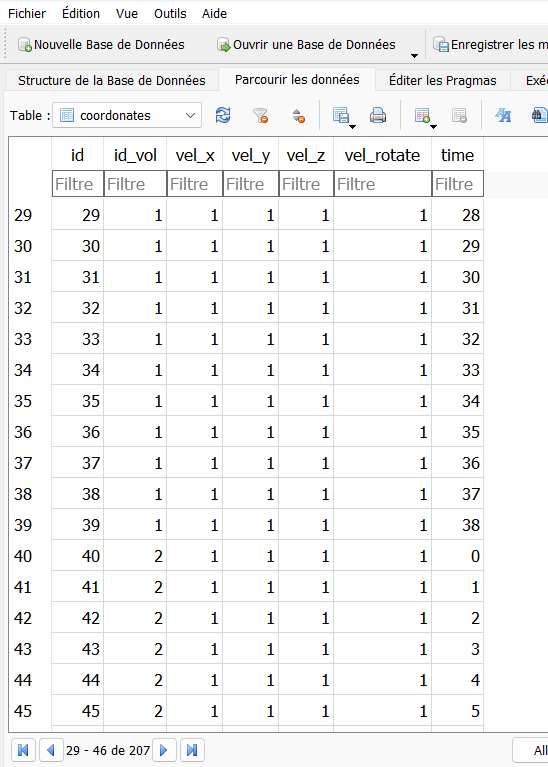 Fichier Édition Vue Outils Aide
Nouvelle Base de Données Ouvrir une Base de Données Enregistrer les m
Structure de la Base de Données Parcourir les données Éditer les Pragmas Exé
Table : coordonates
id id_vol vel_x vel_y vel_z vel_rotate time
Filtre Filtre Filtre Filtre Filtre Filtre Filtre
29 29 1 1 1 1 1 28
30 30 1 1 1 1 1 29
31 31 1 1 1 1 1 30
32 32 1 1 1 1 1 31
33 33 1 1 1 1 1 32
34 34 1 1 1 1 1 33
35 35 1 1 1 1 1 34
36 36 1 1 1 1 1 35
37 37 1 1 1 1 1 36
38 38 1 1 1 1 1 37
39 39 1 1 1 1 1 38
40 40 2 1 1 1 1 0
41 41 2 1 1 1 1 1
42 42 2 1 1 1 1 2
43 43 2 1 1 1 1 3
44 44 2 1 1 1 1 4
45 45 2 1 1 1 1 5
29 - 46 de 207 All